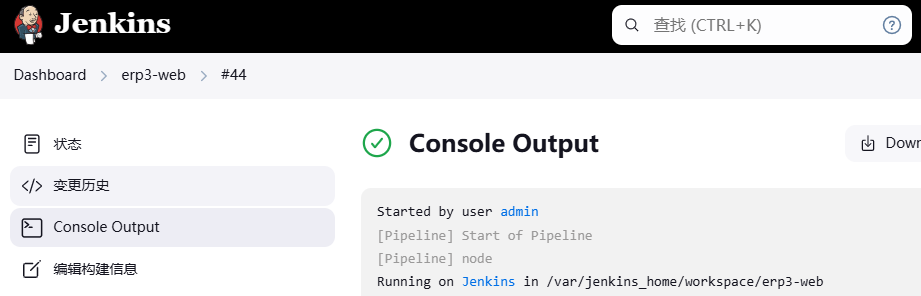 Jenkins
查找 (CTRL+K)
Dashboard > erp3-web > #44
状态
变更历史
Console Output
编辑构建信息
Console Output
Down
Started by user admin
[Pipeline] Start of Pipeline
[Pipeline] node
Running on Jenkins in /var/jenkins_home/workspace/erp3-web